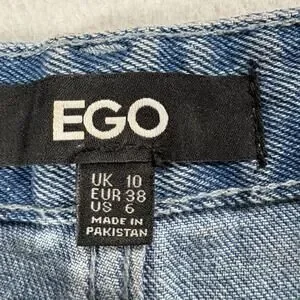 EGO
UK 10
EUR 38
US 6
MADE IN
PAKISTAN